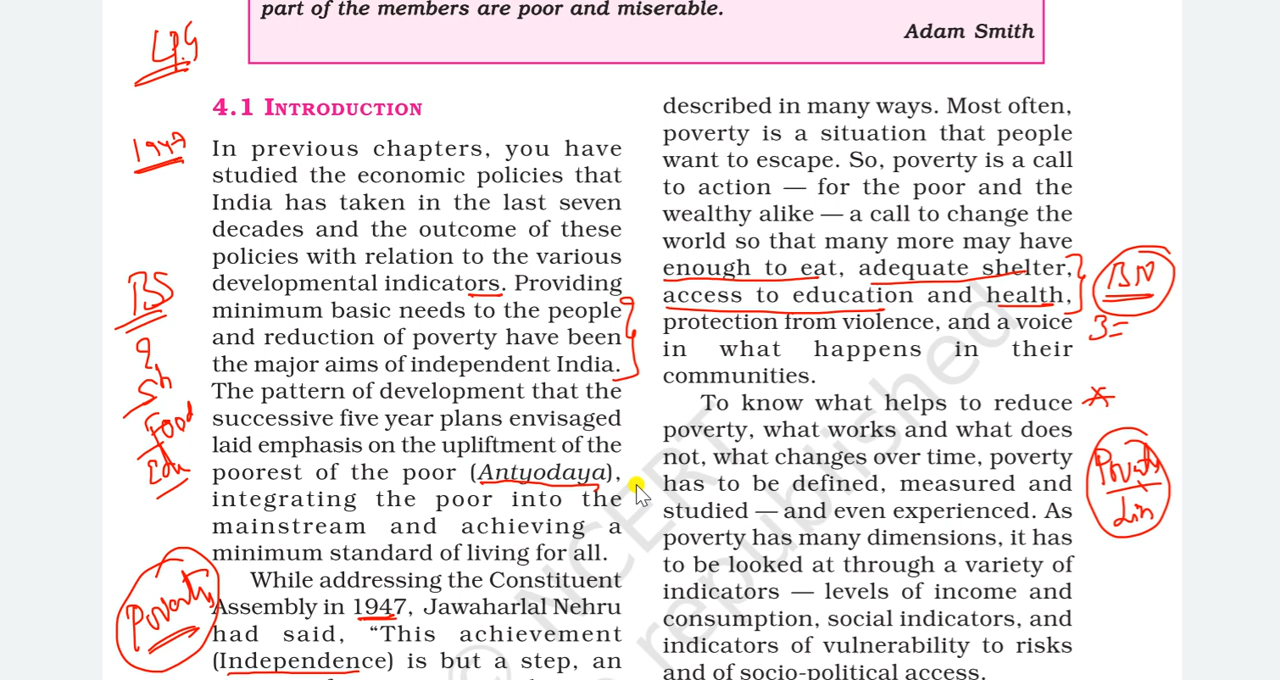 part of the members are poor and miserable.
Adam Smith
4.1 INTRODUCTION
In previous chapters, you have
studied the economic policies that
India has taken in the last seven
decades and the outcome of these
policies with relation to the various
developmental indicators. Providing
minimum basic needs to the people
and reduction of poverty have been
the major aims of independent India.
The pattern of development that the
successive five year plans envisaged
laid emphasis on the upliftment of the
poorest of the poor (Antyodaya),
integrating the poor into the
mainstream and achieving a
minimum standard of living for all.
While addressing the Constituent
Assembly in 1947, Jawaharlal Nehru
had said, “This achievement
(Independence) is but a step, an
described in many ways. Most often,
poverty is a situation that people
want to escape. So, poverty is a call
to action — for the poor and the
wealthy alike — a call to change the
world so that many more may have
enough to eat, adequate shelter,
access to education and health,
protection from violence, and a voice
in what happens in their
communities.
To know what helps to reduce
poverty, what works and what does
not, what changes over time, poverty
has to be defined, measured and
studied — and even experienced. As
poverty has many dimensions, it has
to be looked at through a variety of
indicators — levels of income and
consumption, social indicators, and
indicators of vulnerability to risks
and of socio-political access.
1947
BS
Sh
Food
Edu
Poverty
BN
3=
Poverty
Lin
© NCERT
republished